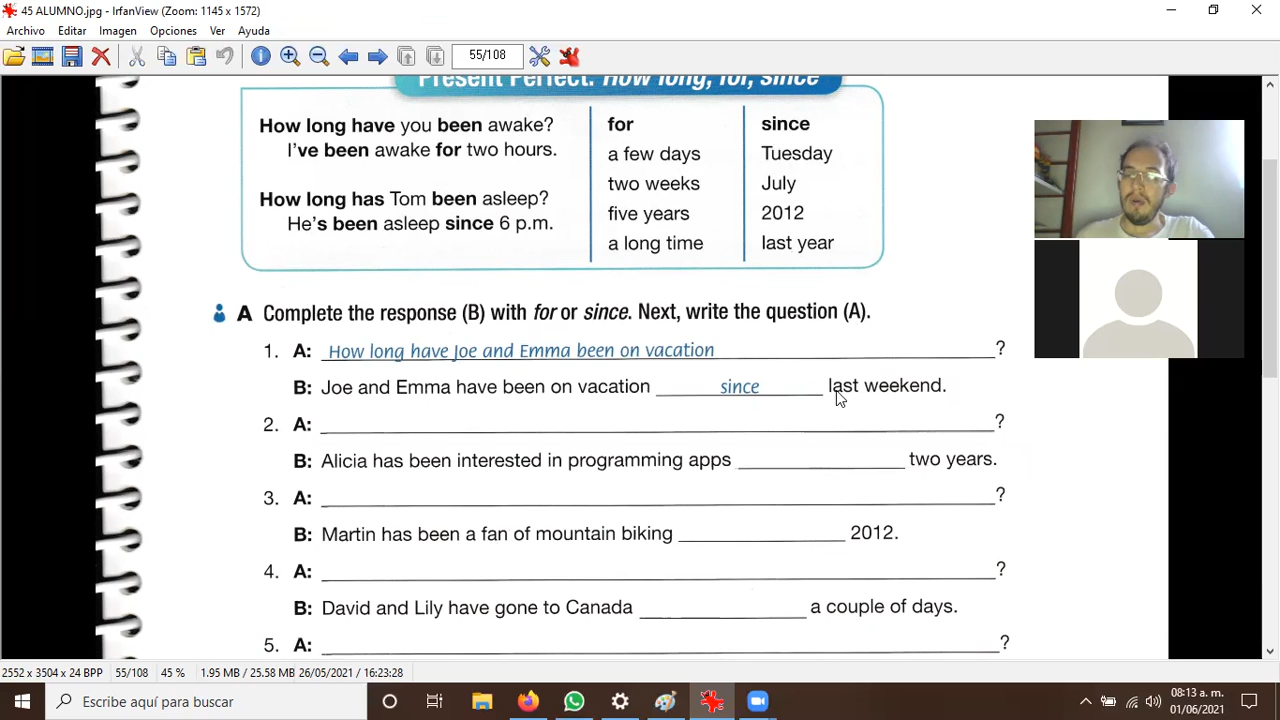 45 ALUMNO.jpg - IrfanView (Zoom: 1145 x 1572)
Archivo Editar Imagen Opciones Ver Ayuda
55/108
Present Perfect: How long, for, since
How long have you been awake?
I've been awake for two hours.
How long has Tom been asleep?
He's been asleep since 6 p.m.
for
a few days
two weeks
five years
a long time
since
Tuesday
July
2012
last year
A Complete the response (B) with for or since. Next, write the question (A).
1. A: How long have Joe and Emma been on vacation ?
B: Joe and Emma have been on vacation since last weekend.
2. A: ?
B: Alicia has been interested in programming apps two years.
3. A: ?
B: Martin has been a fan of mountain biking 2012.
4. A: ?
B: David and Lily have gone to Canada a couple of days.
5. A: ?
2552 x 3504 x 24 BPP 55/108 45 % 1.95 MB / 25.58 MB 26/05/2021 / 16:23:28
Escribe aquí para buscar
08:13 a. m.
01/06/2021